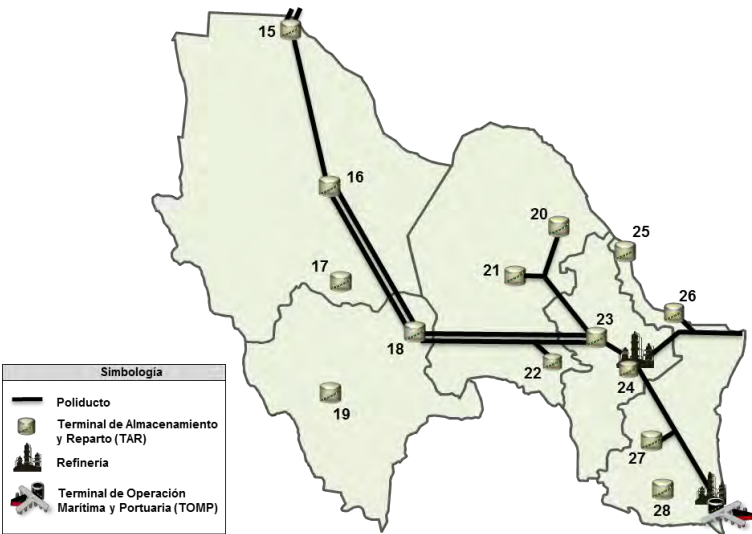 15
16
20
25
17
21
26
18
23
22
24
19
27
28
Simbología
Poliducto
Terminal de Almacenamiento
y Reparto (TAR)
Refinería
Terminal de Operación
Marítima y Portuaria (TOMP)